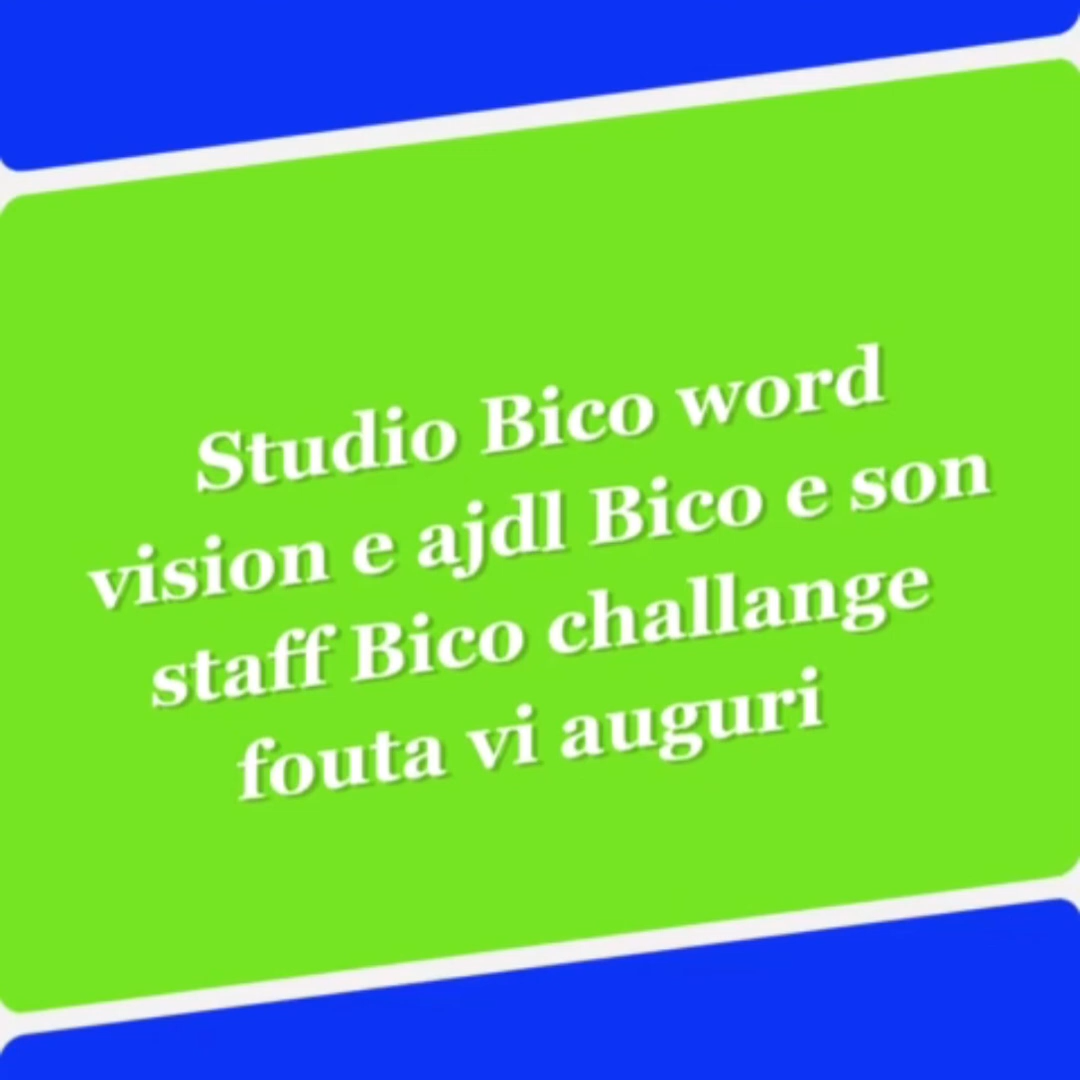 Studio Bico word
vision e ajdl Bico e son
staff Bico challange
fouta vi auguri